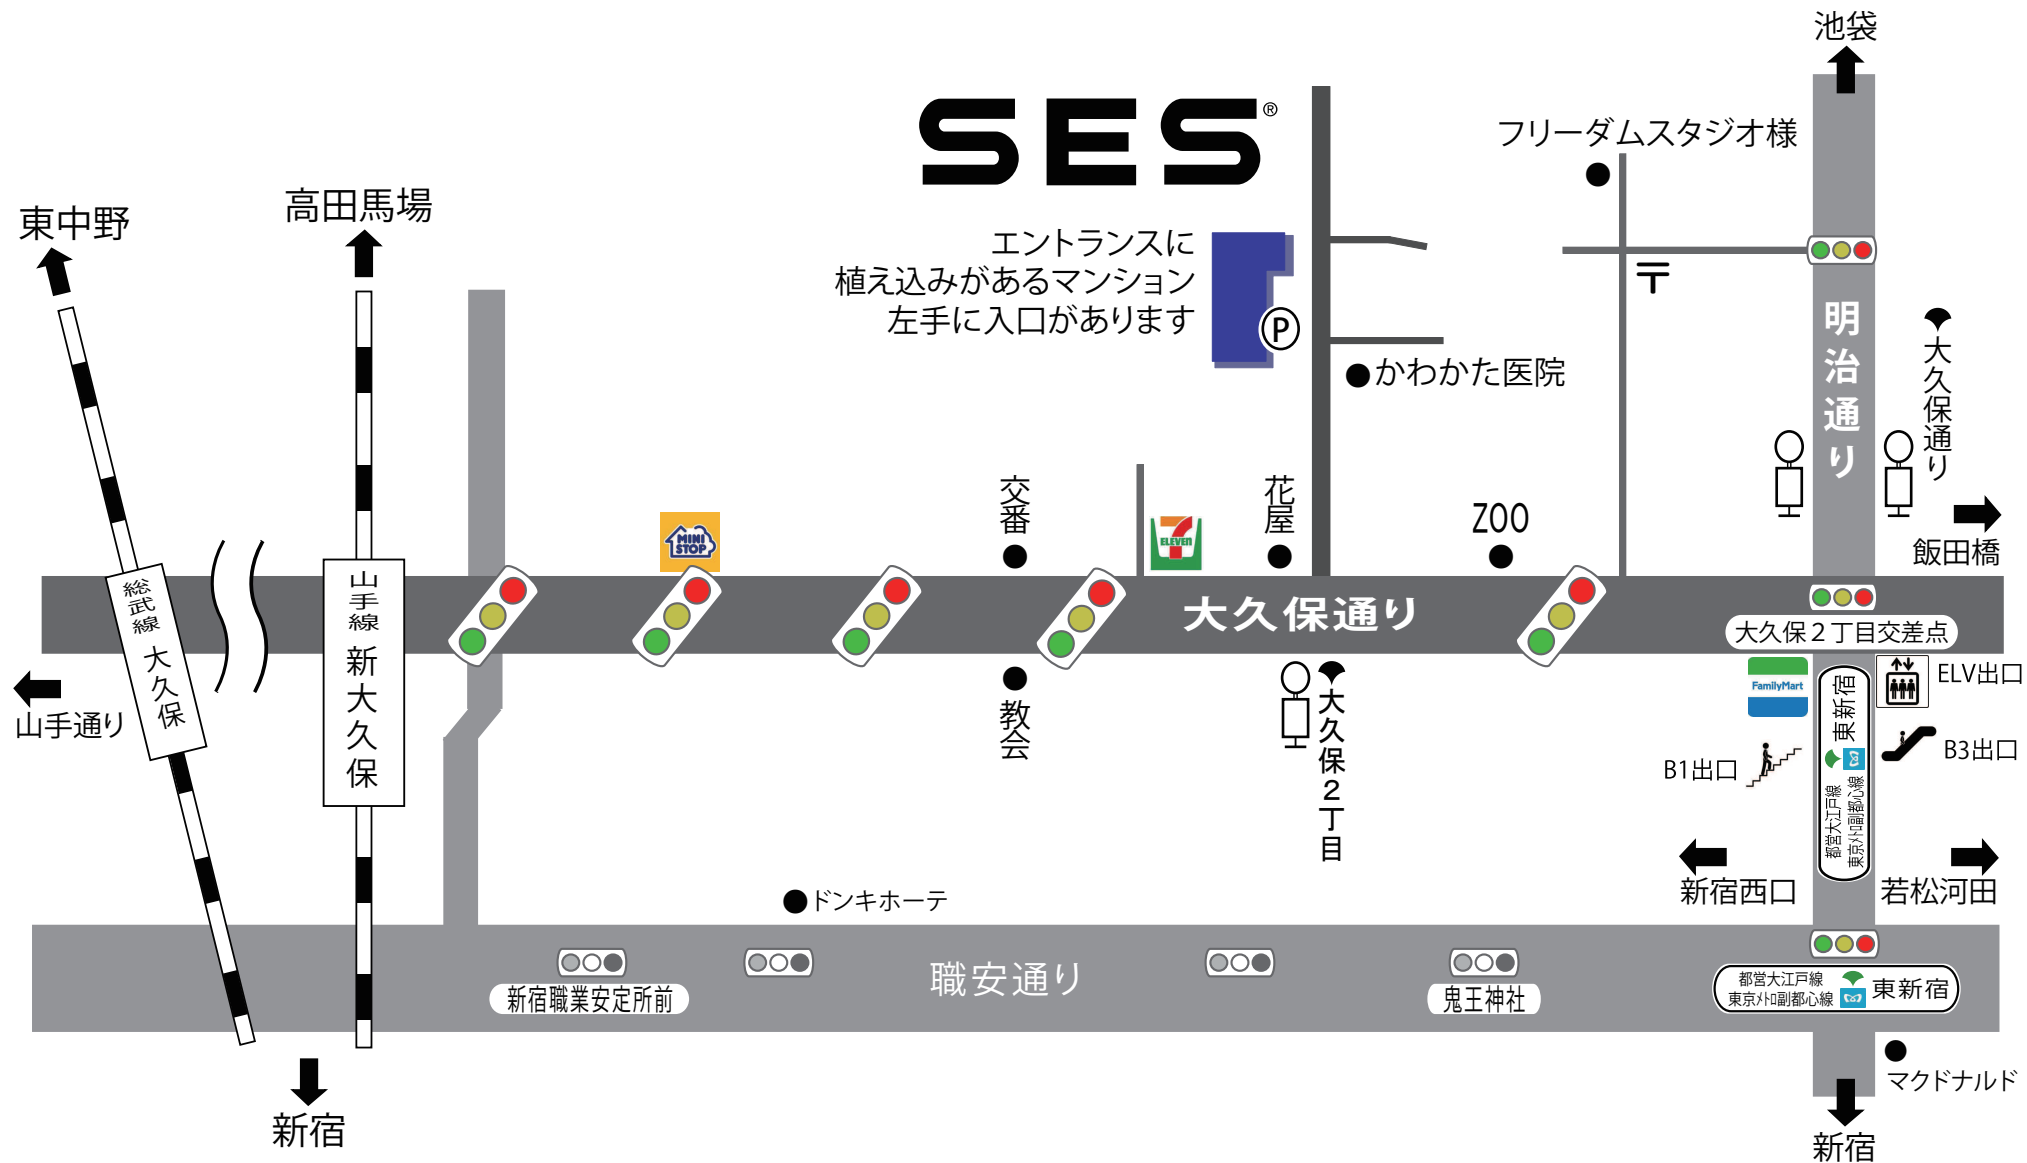 池袋
SES®
フリーダムスタジオ様
東中野
高田馬場
エントランスに
植え込みがあるマンション
左手に入口があります
P
〒
かわかた医院
明治通り
大久保通り
飯田橋
交番
花屋
ZOO
MINI
STOP
7
ELEVEN
大久保通り
大久保２丁目交差点
総武線 大久保
山手線 新大久保
山手通り
教会
大久保２丁目
FamilyMart
ELV出口
B1出口
B3出口
東新宿
都営大江戸線
東京ﾒﾄﾛ副都心線
新宿西口
若松河田
ドンキホーテ
職安通り
新宿職業安定所前
鬼王神社
都営大江戸線
東京ﾒﾄﾛ副都心線
東新宿
マクドナルド
新宿
新宿